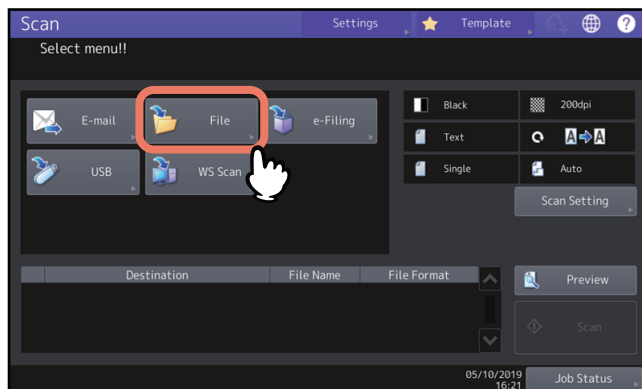 Scan
Settings
Template
?
Select menu!!
E-mail
File
e-Filing
USB
WS Scan
Black
200dpi
Text
A A
Single
Auto
Scan Setting
Destination
File Name
File Format
Preview
Scan
05/10/2019
16:21
Job Status